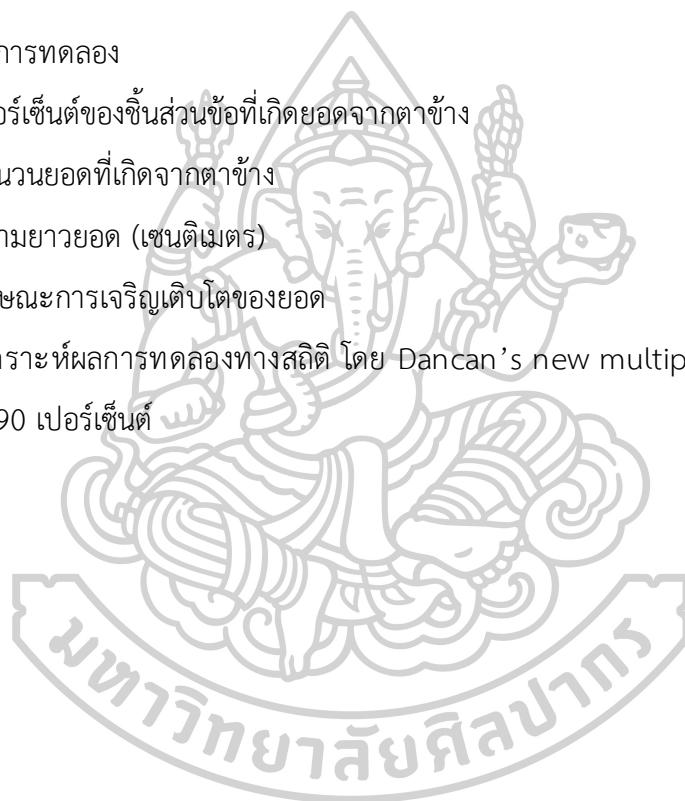 การทดลอง
อร์เซ็นต์ของชิ้นส่วนข้อที่เกิดยอดจากตาข้าง
นวนยอดที่เกิดจากตาข้าง
ามยาวยอด (เซนติเมตร)
ษณะการเจริญเติบโตของยอด
คราะห์ผลการทดลองทางสถิติ โดย Dancan's new multip
90 เปอร์เซ็นต์
มหาวิทยาลัยศิลปากร